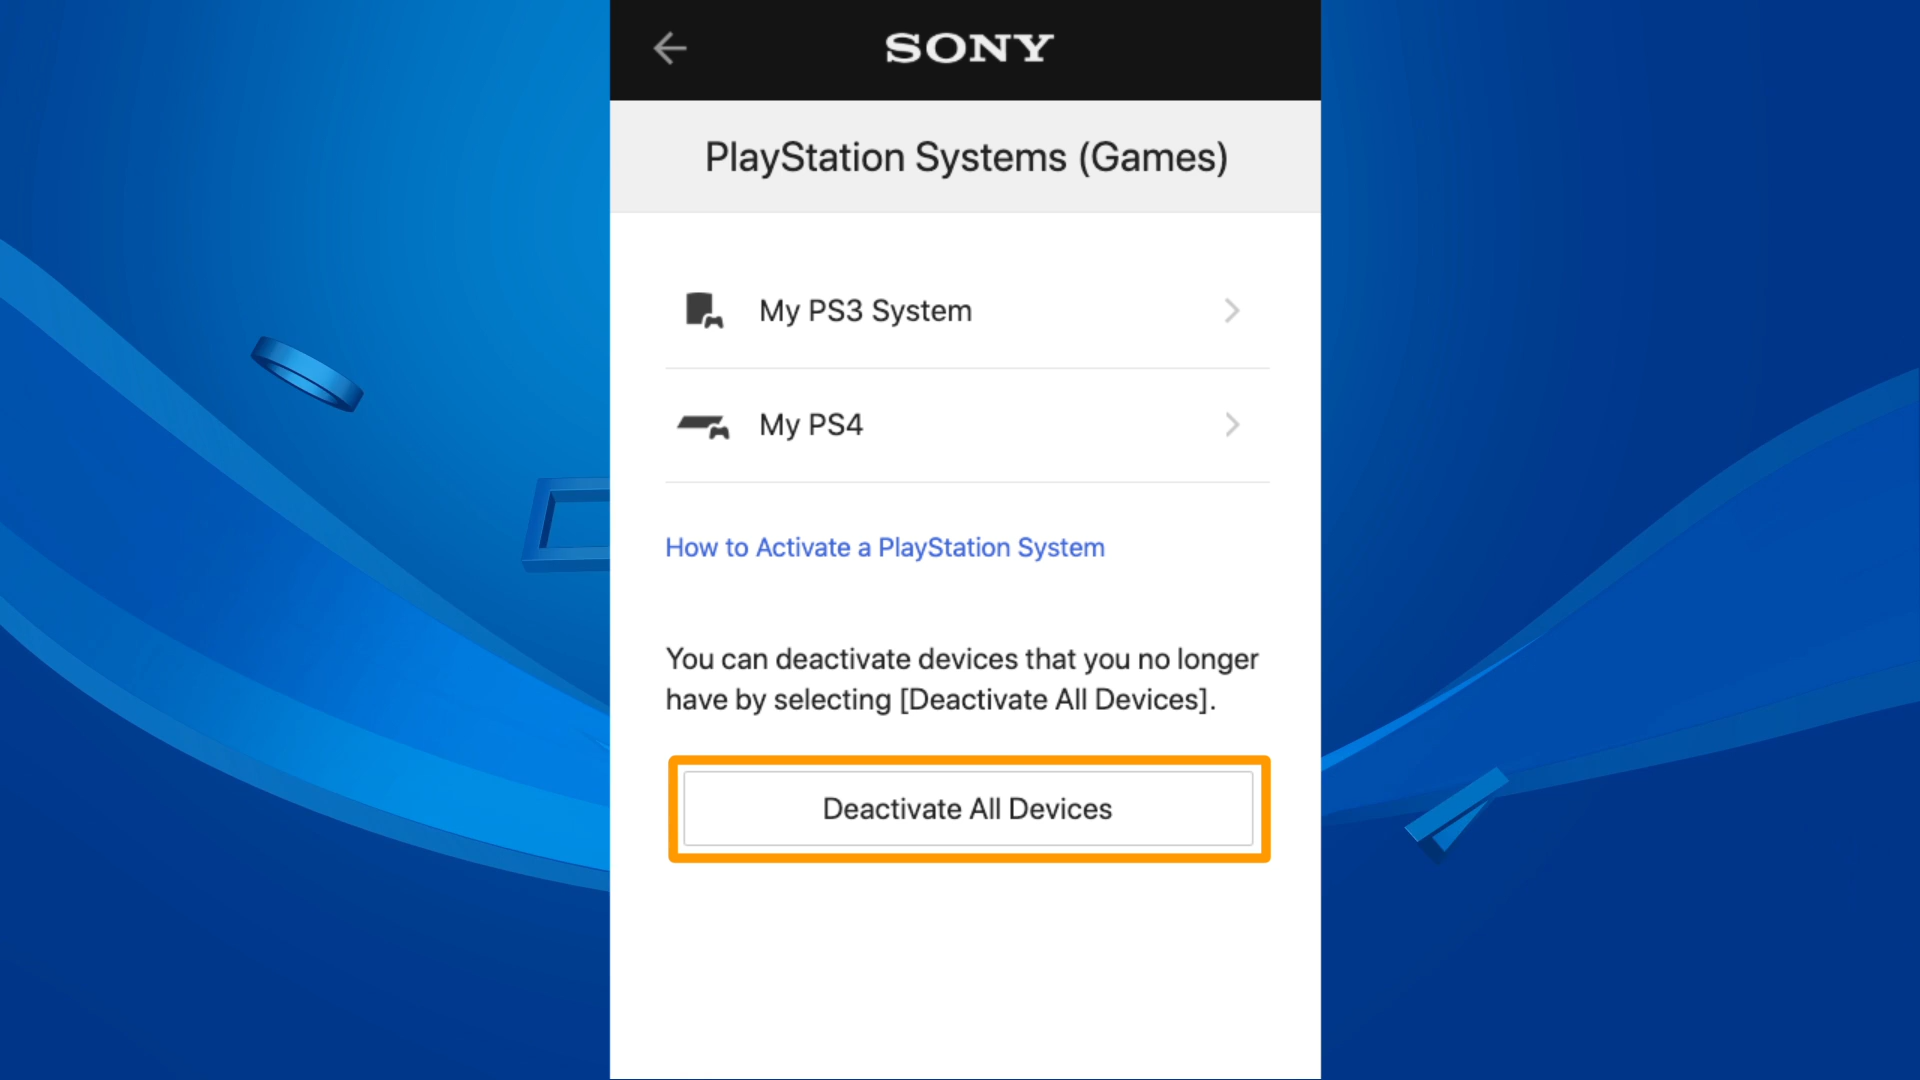 SONY
PlayStation Systems (Games)
My PS3 System
My PS4
How to Activate a PlayStation System
You can deactivate devices that you no longer
have by selecting [Deactivate All Devices].
Deactivate All Devices